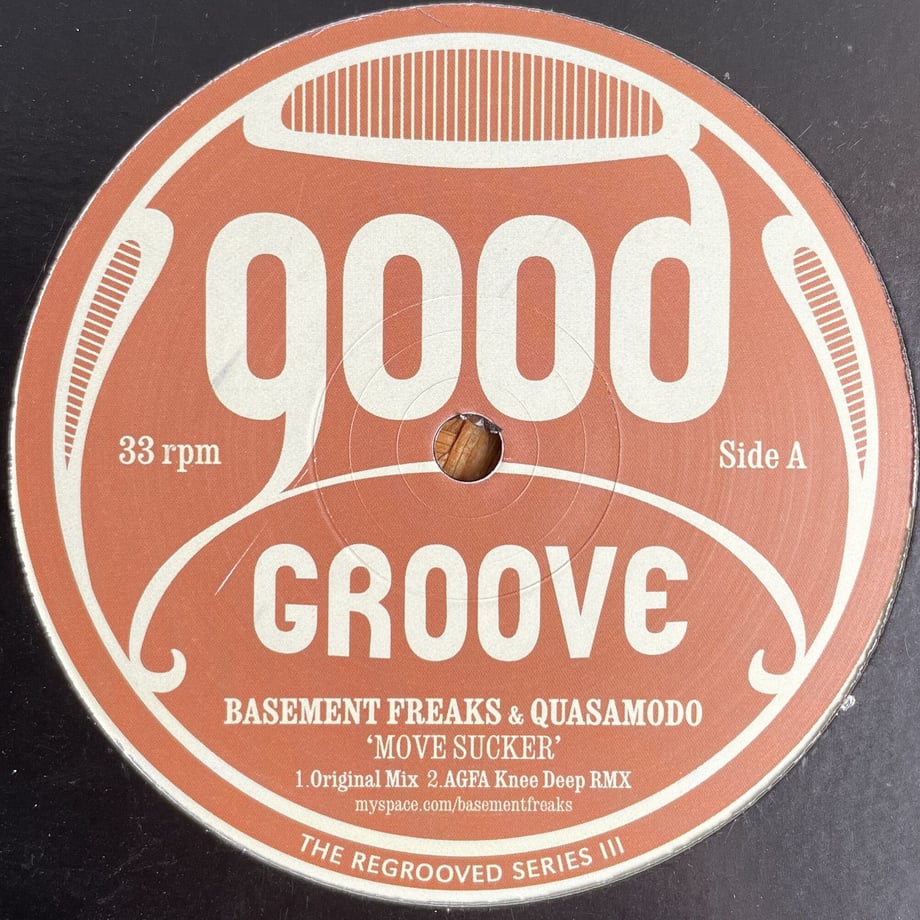 good
33 rpm
Side A
GROOVE
BASEMENT FREAKS & QUASAMODO
‘MOVE SUCKER’
1.Original Mix 2.AGFA Knee Deep RMX
myspace.com/basementfreaks
THE REGROOVED SERIES III